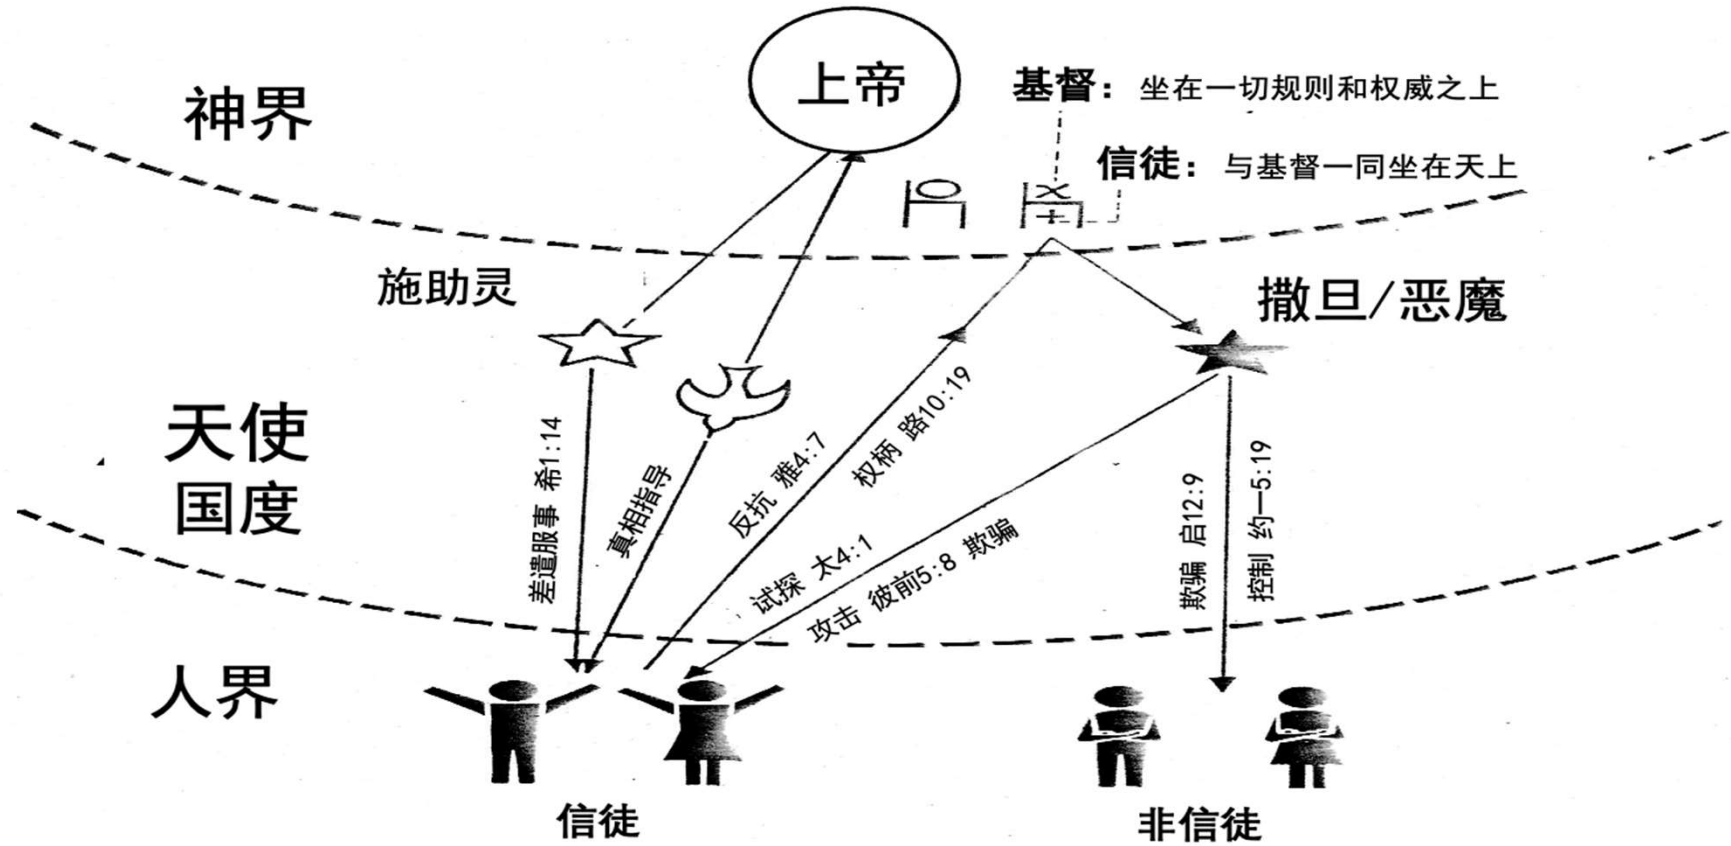 上帝
神界
基督： 坐在一切规则和权威之上
信徒： 与基督一同坐在天上
施助灵
撒旦/恶魔
天使
国度
差遣服事 希1:14
真相指导
反抗 雅4:7
权柄 路10:19
试探 太4:1
攻击 彼前5:8 欺骗
欺骗 启12:9
控制 约一5:19
人界
信徒
非信徒